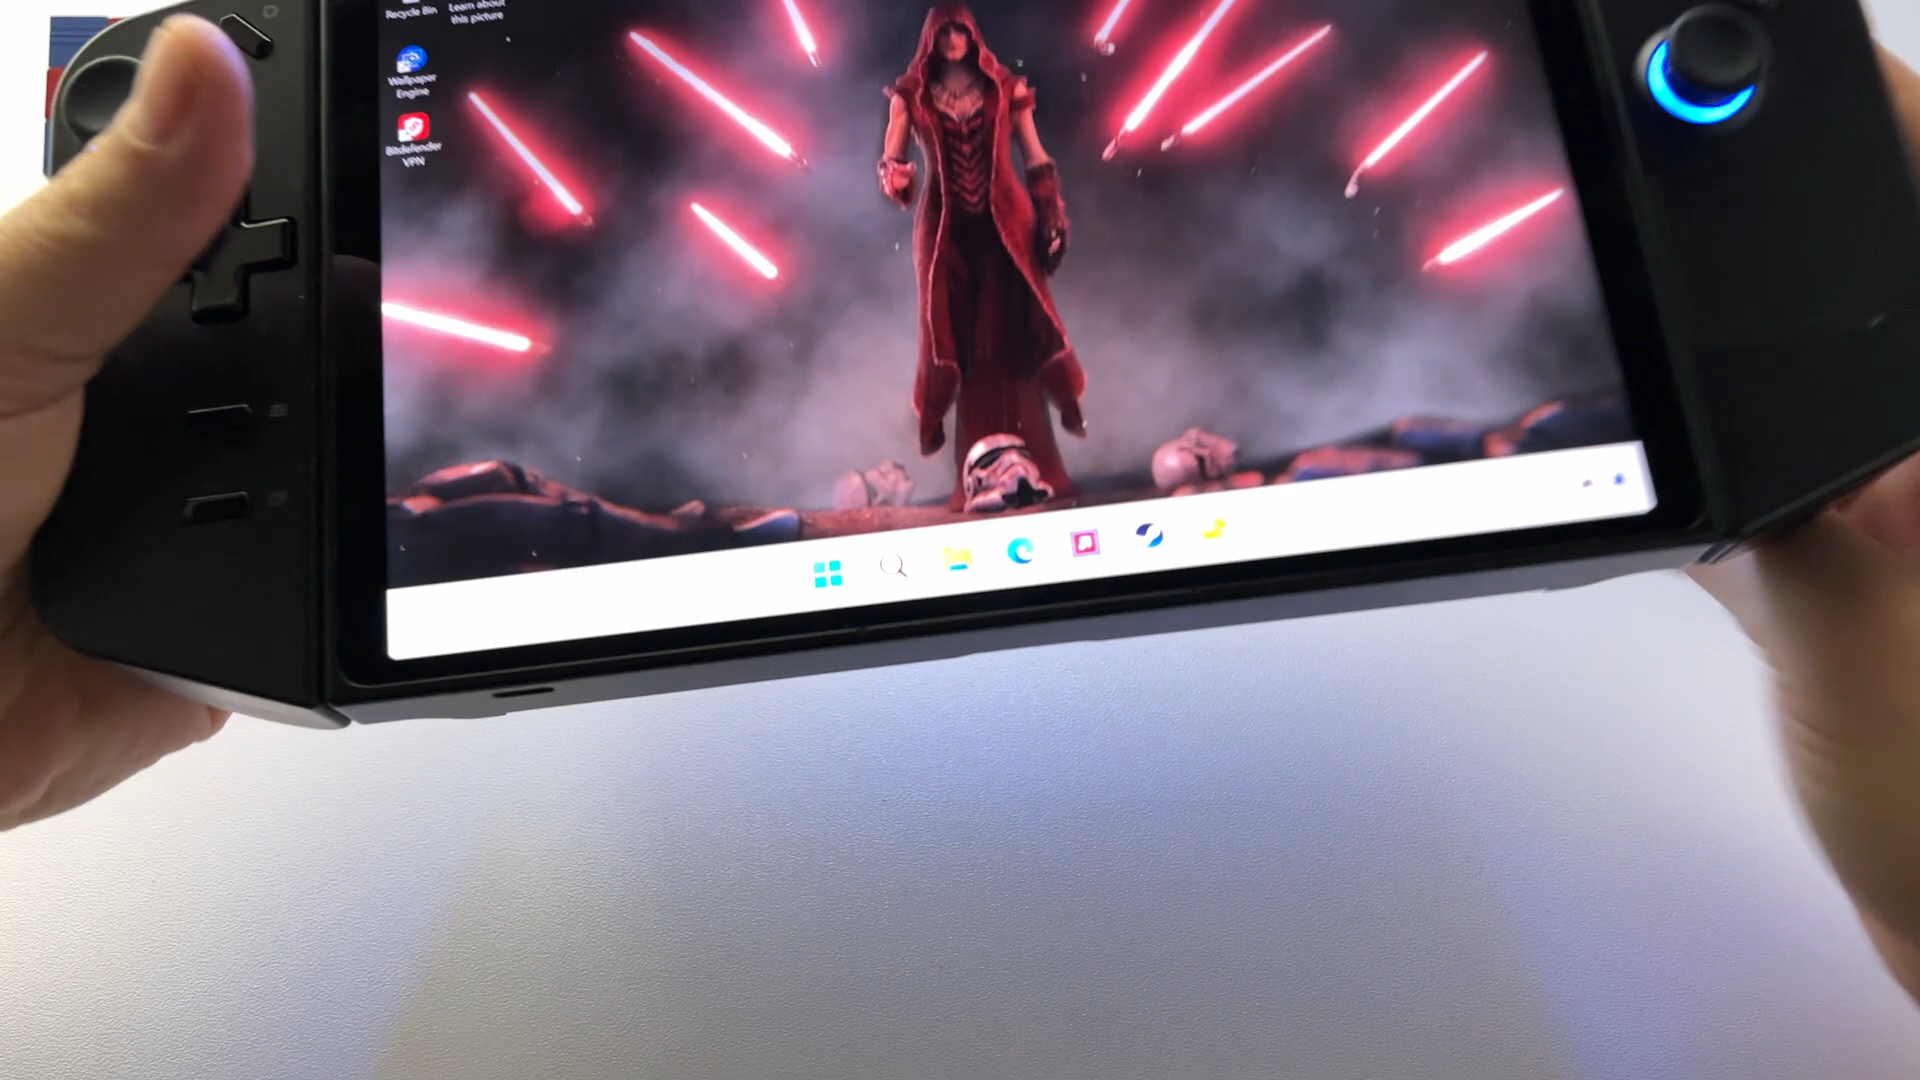 Recycle Bin
Learn about
this picture
Wallpaper
Engine
Bitdefender
VPN